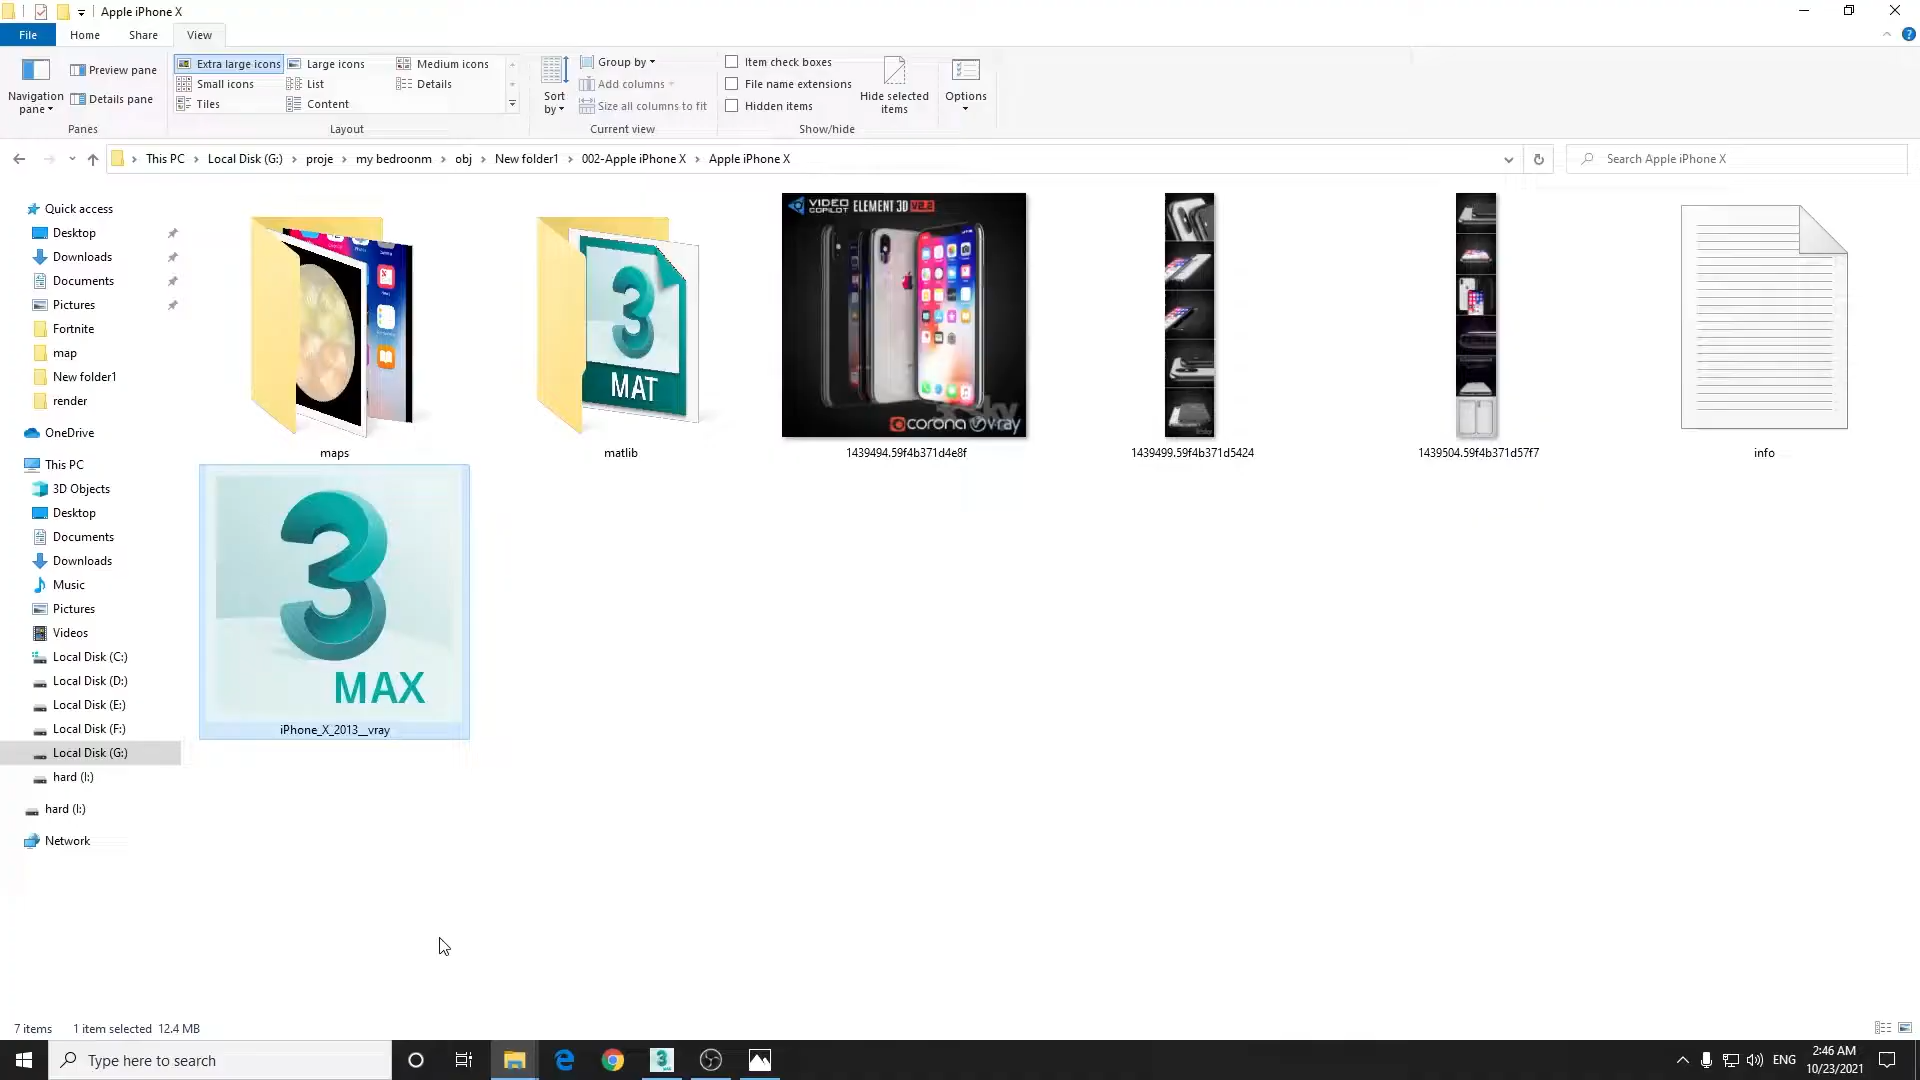 Apple iPhone X
File
Home
Share
View
Navigation pane
Preview pane
Details pane
Panes
Extra large icons
Large icons
Medium icons
Small icons
List
Details
Tiles
Content
Layout
Sort by
Group by
Add columns
Size all columns to fit
Current view
Item check boxes
File name extensions
Hidden items
Hide selected items
Show/hide
Options
This PC
Local Disk (G:)
proje
my bedroonm
obj
New folder1
002-Apple iPhone X
Apple iPhone X
Search Apple iPhone X
Quick access
Desktop
Downloads
Documents
Pictures
Fortnite
map
New folder1
render
OneDrive
This PC
3D Objects
Desktop
Documents
Downloads
Music
Pictures
Videos
Local Disk (C:)
Local Disk (D:)
Local Disk (E:)
Local Disk (F:)
Local Disk (G:)
hard (I:)
hard (I:)
Network
maps
3
MAT
matlib
VIDEO COPILOT ELEMENT 3D V2.2
corona vray
1439494.59f4b371d4e8f
1439499.59f4b371d5424
1439504.59f4b371d57f7
info
3
MAX
iPhone_X_2013__vray
7 items
1 item selected 12.4 MB
Type here to search
ENG
2:46 AM
10/23/2021